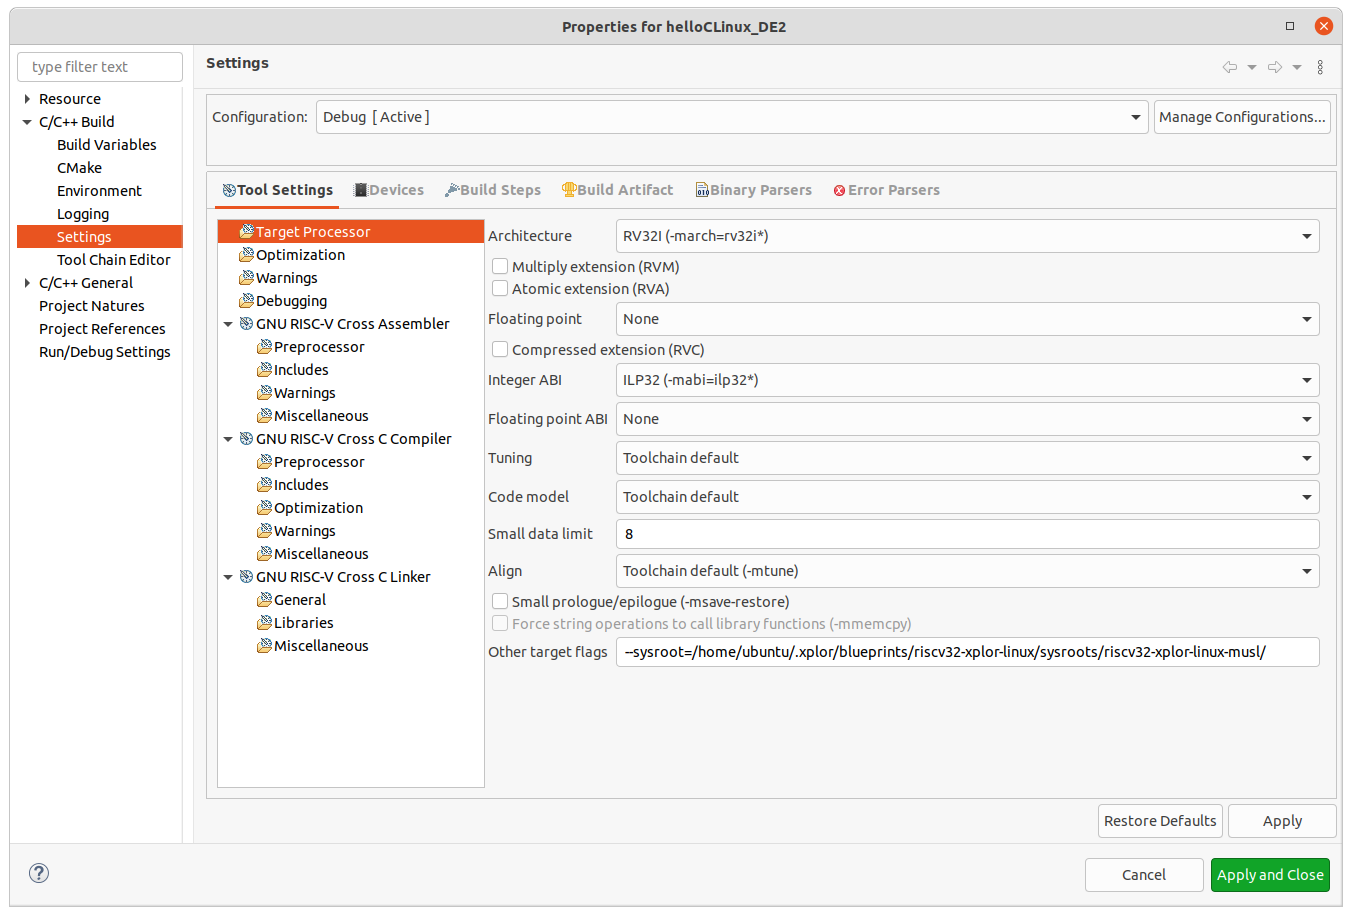 Properties for helloCLinux_DE2
type filter text
Resource
C/C++ Build
Build Variables
CMake
Environment
Logging
Settings
Tool Chain Editor
C/C++ General
Project Natures
Project References
Run/Debug Settings
Settings
Configuration:
Debug [ Active ]
Manage Configurations...
Tool Settings
Devices
Build Steps
Build Artifact
Binary Parsers
Error Parsers
Target Processor
Optimization
Warnings
Debugging
GNU RISC-V Cross Assembler
Preprocessor
Includes
Warnings
Miscellaneous
GNU RISC-V Cross C Compiler
Preprocessor
Includes
Optimization
Warnings
Miscellaneous
GNU RISC-V Cross C Linker
General
Libraries
Miscellaneous
Architecture
RV32I (-march=rv32i*)
Multiply extension (RVM)
Atomic extension (RVA)
Floating point
None
Compressed extension (RVC)
Integer ABI
ILP32 (-mabi=ilp32*)
Floating point ABI
None
Tuning
Toolchain default
Code model
Toolchain default
Small data limit
8
Align
Toolchain default (-mtune)
Small prologue/epilogue (-msave-restore)
Force string operations to call library functions (-mmemcpy)
Other target flags
--sysroot=/home/ubuntu/.xplor/blueprints/riscv32-xplor-linux/sysroots/riscv32-xplor-linux-musl/
Restore Defaults
Apply
?
Cancel
Apply and Close